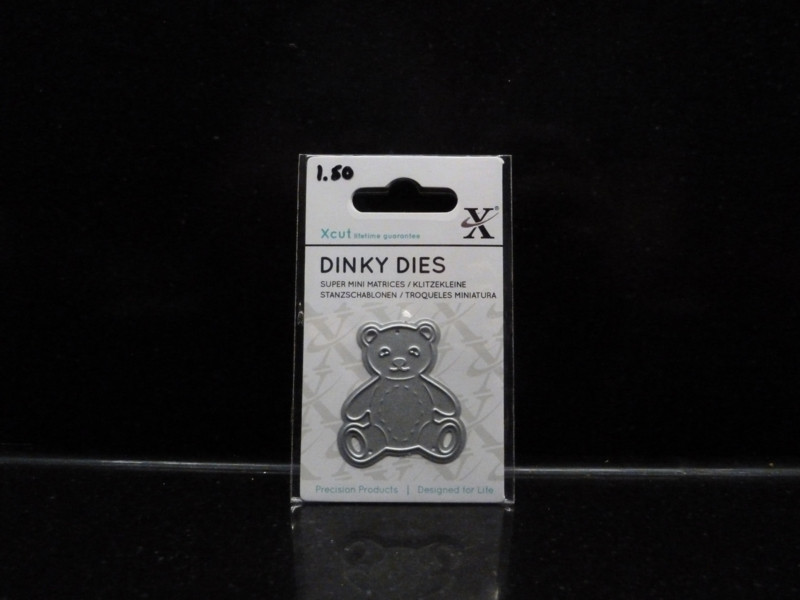 1.50
X®
Xcut lifetime guarantee
DINKY DIES
SUPER MINI MATRICES / KLITZEKLEINE
STANZSCHABLONEN / TROQUELES MINIATURA
Precision Products | Designed for Life